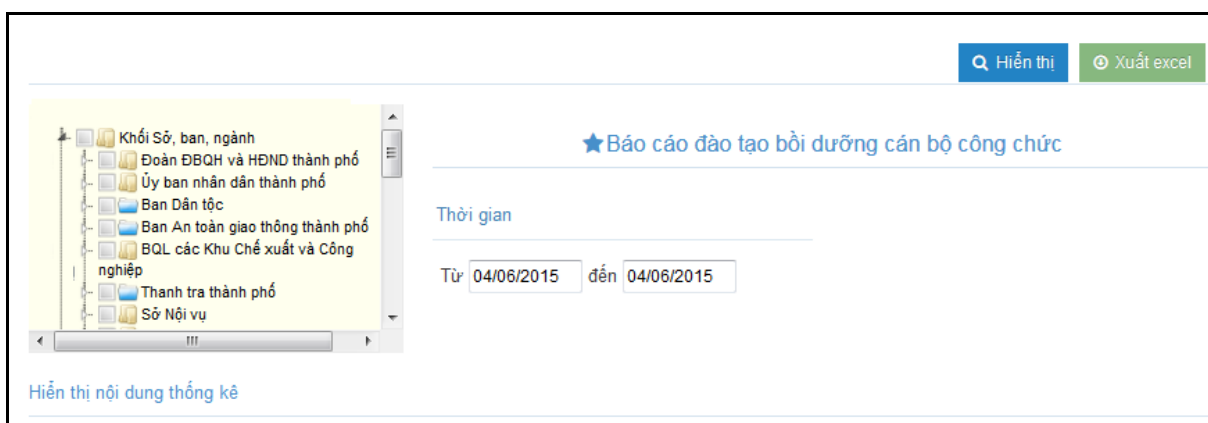 Hiển thị
Xuất excel
Khối Sở, ban, ngành
Đoàn ĐBQH và HĐND thành phố
Ủy ban nhân dân thành phố
Ban Dân tộc
Ban An toàn giao thông thành phố
BQL các Khu Chế xuất và Công
nghiệp
Thanh tra thành phố
Sở Nội vụ
Báo cáo đào tạo bồi dưỡng cán bộ công chức
Thời gian
Từ 04/06/2015 đến 04/06/2015
Hiển thị nội dung thống kê